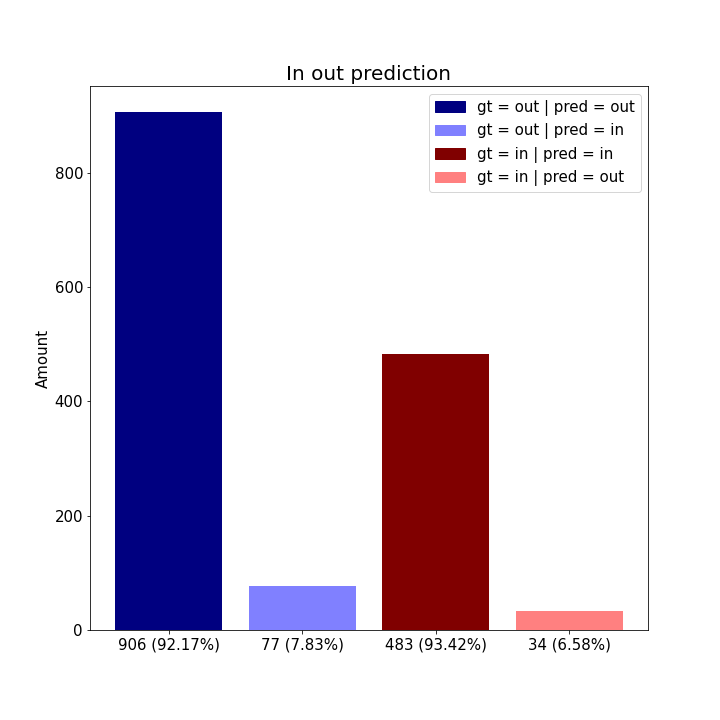 In out prediction
gt = out | pred = out
gt = out | pred = in
gt = in | pred = in
gt = in | pred = out
Amount
800
600
400
200
0
906 (92.17%) 77 (7.83%) 483 (93.42%) 34 (6.58%)